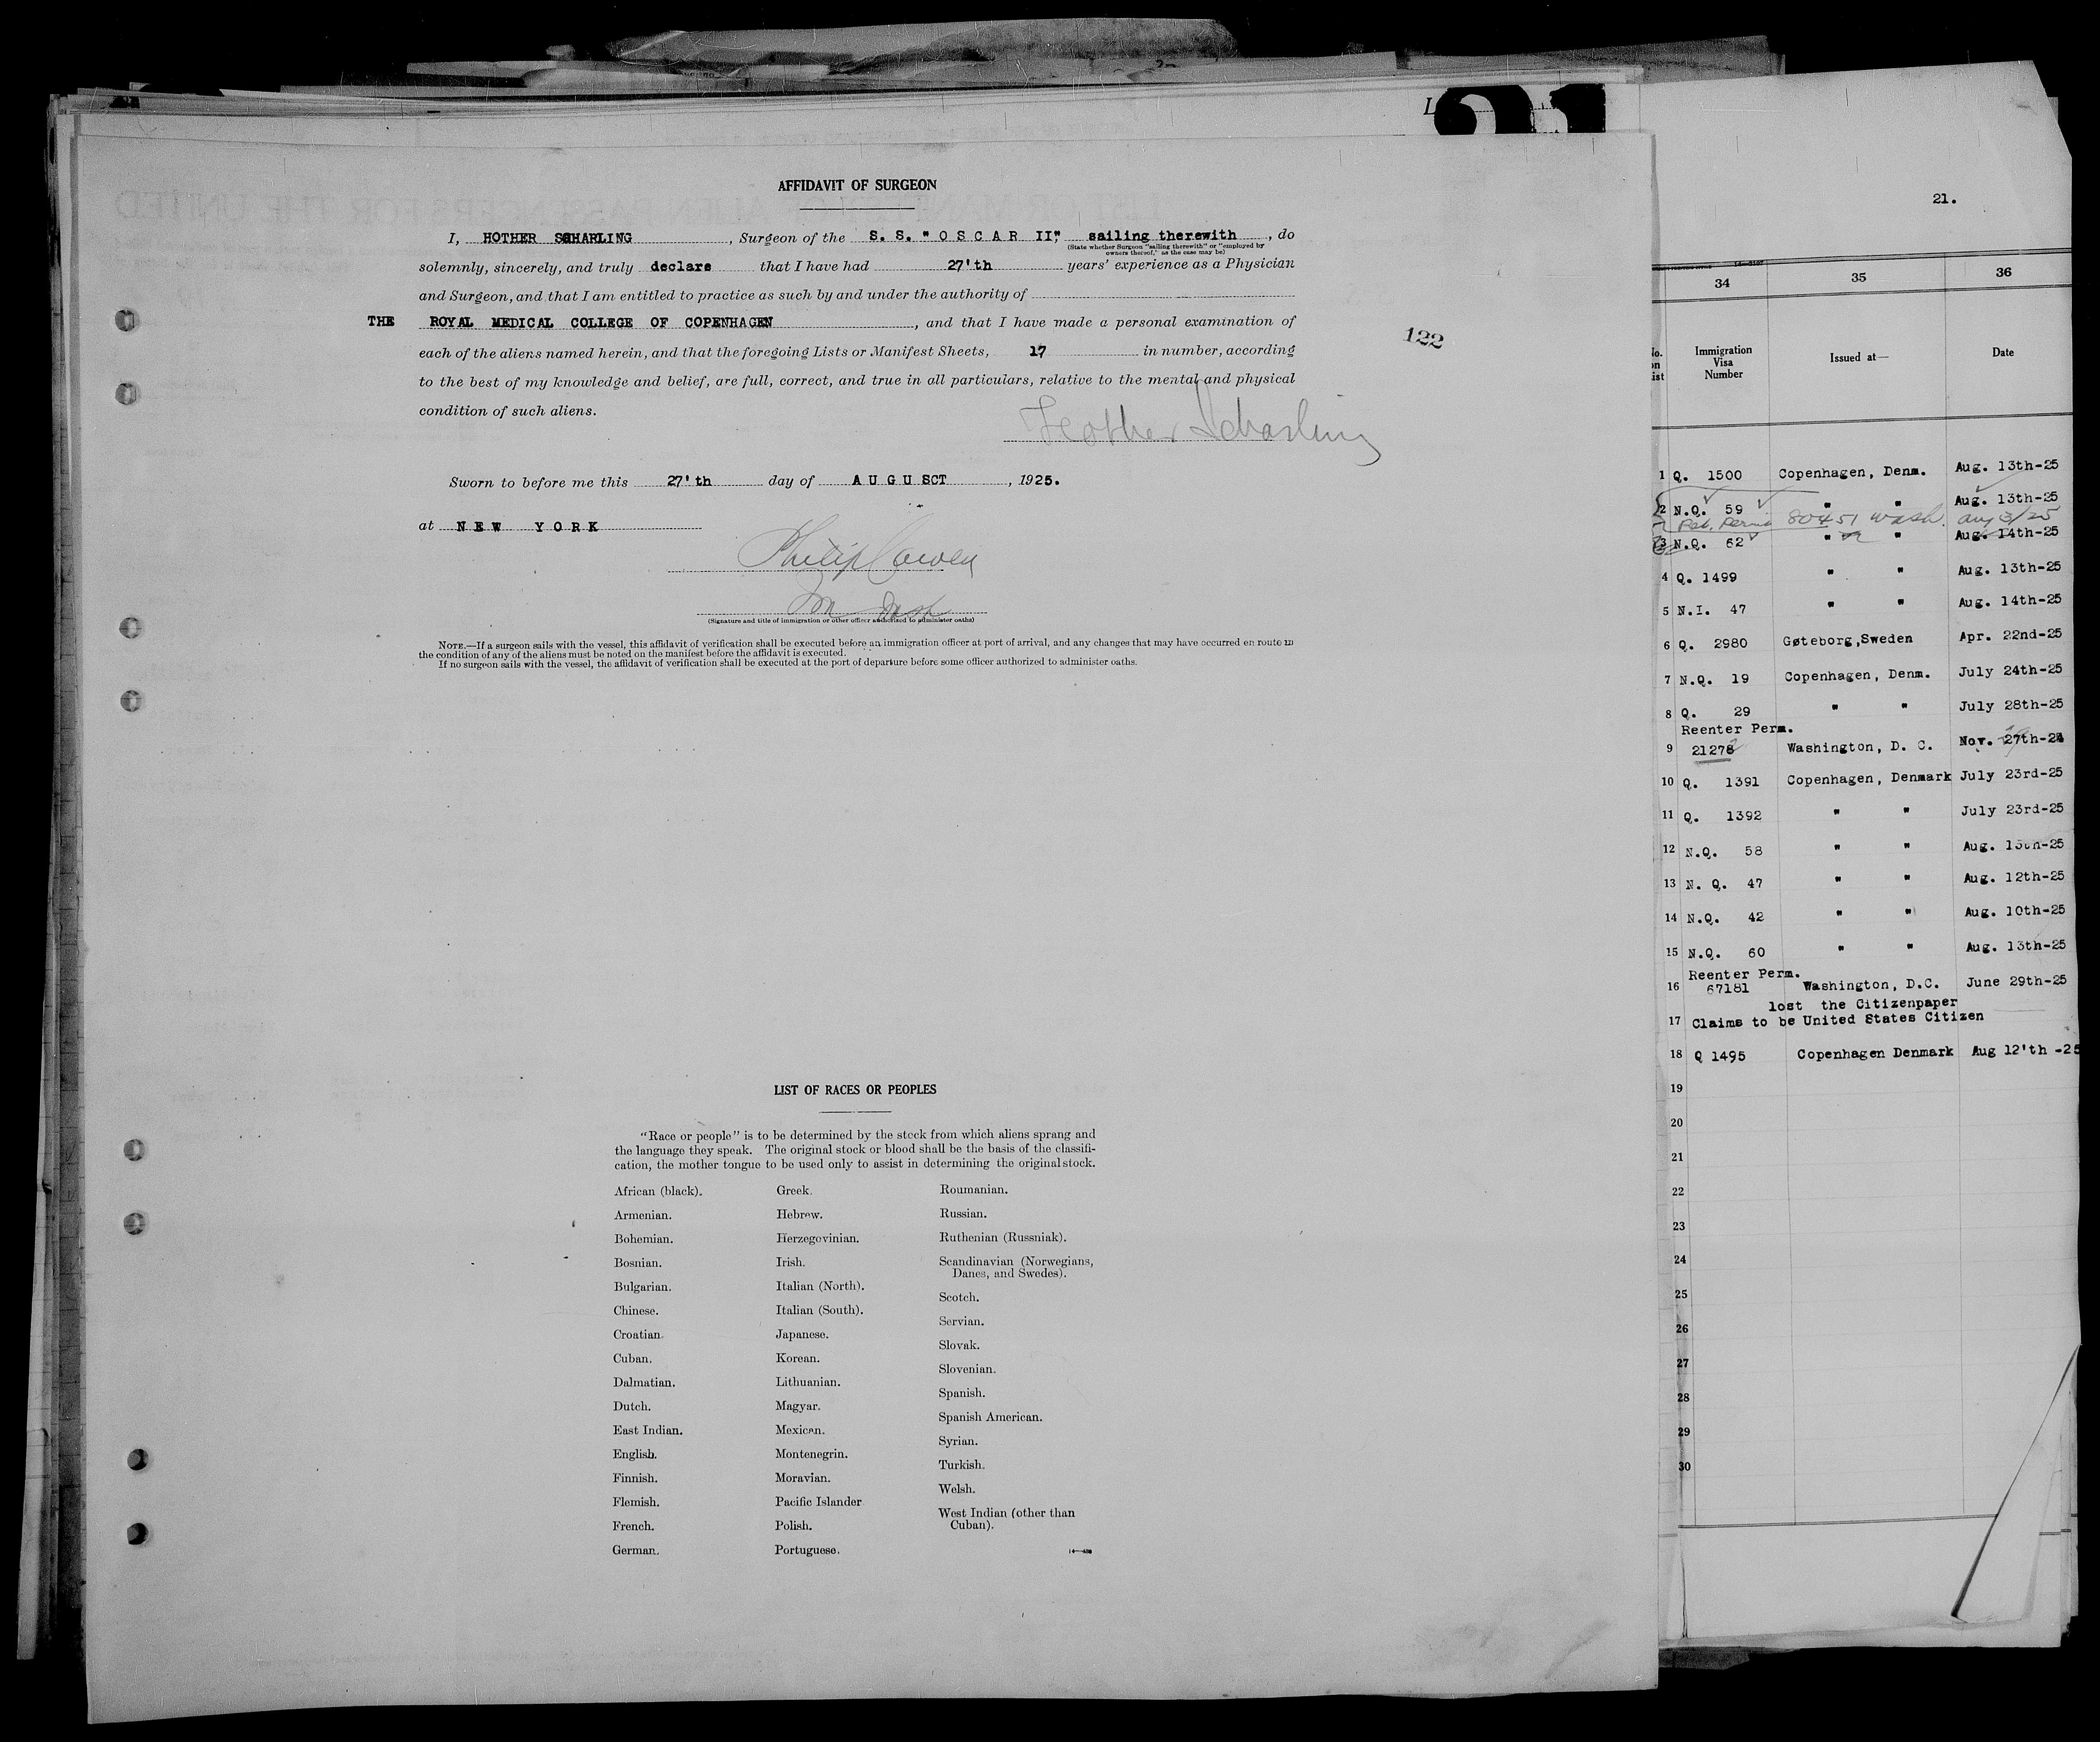 AFFIDAVIT OF SURGEON
I, HOTHER SCHARLING, Surgeon of the S. S. " O S C A R II", sailing therewith, do
(State whether Surgeon "sailing therewith" or "employed by
owners thereof," as the case may be)
solemnly, sincerely, and truly declare that I have had 27'th years' experience as a Physician
and Surgeon, and that I am entitled to practice as such by and under the authority of
THE ROYAL MEDICAL COLLEGE OF COPENHAGEN, and that I have made a personal examination of
each of the aliens named herein, and that the foregoing Lists or Manifest Sheets, 17 in number, according
to the best of my knowledge and belief, are full, correct, and true in all particulars, relative to the mental and physical
condition of such aliens.
Hother Scharling
122
Sworn to before me this 27'th day of A U G U SCT, 1925.
at N E W Y O R K
Philip Cowen
(Signature and title of immigration or other officer authorized to administer oaths)
NOTE.—If a surgeon sails with the vessel, this affidavit of verification shall be executed before an immigration officer at port of arrival, and any changes that may have occurred en route in
the condition of any of the aliens must be noted on the manifest before the affidavit is executed.
If no surgeon sails with the vessel, the affidavit of verification shall be executed at the port of departure before some officer authorized to administer oaths.
LIST OF RACES OR PEOPLES
"Race or people" is to be determined by the stock from which aliens sprang and
the language they speak. The original stock or blood shall be the basis of the classifi-
cation, the mother tongue to be used only to assist in determining the original stock.
African (black).
Armenian.
Bohemian.
Bosnian.
Bulgarian.
Chinese.
Croatian.
Cuban.
Dalmatian.
Dutch.
East Indian.
English.
Finnish.
Flemish.
French.
German.
Greek.
Hebrew.
Herzegovinian.
Irish.
Italian (North).
Italian (South).
Japanese.
Korean.
Lithuanian.
Magyar.
Mexican.
Montenegrin.
Moravian.
Pacific Islander
Polish.
Portuguese.
Roumanian.
Russian.
Ruthenian (Russniak).
Scandinavian (Norwegians,
Danes, and Swedes).
Scotch.
Servian.
Slovak.
Slovenian.
Spanish.
Spanish American.
Syrian.
Turkish.
Welsh.
West Indian (other than
Cuban).
21.
34 35 36
Immigration
Visa
Number
Issued at—
Date
1 Q. 1500 Copenhagen, Denm. Aug. 13th-25
2 N.Q. 59 " " Aug. 13th-25
80451 Wash. Aug 3/25
3 N.Q. 62 " " Aug. 14th-25
4 Q. 1499 " " Aug. 13th-25
5 N.I. 47 " " Aug. 14th-25
6 Q. 2980 Gøteborg,Sweden Apr. 22nd-25
7 N.Q. 19 Copenhagen, Denm. July 24th-25
8 Q. 29 " " July 28th-25
Reenter Perm.
9 21278 Washington, D. C. Nov. 27th-24
10 Q. 1391 Copenhagen, Denmark July 23rd-25
11 Q. 1392 " " July 23rd-25
12 N.Q. 58 " " Aug. 13th-25
13 N. Q. 47 " " Aug. 12th-25
14 N.Q. 42 " " Aug. 10th-25
15 N.Q. 60 " " Aug. 13th-25
Reenter Perm.
16 67181 Washington, D.C. June 29th-25
lost the Citizenpaper
17 Claims to be United States Citizen
18 Q 1495 Copenhagen Denmark Aug 12'th -25
19
20
21
22
23
24
25
26
27
28
29
30